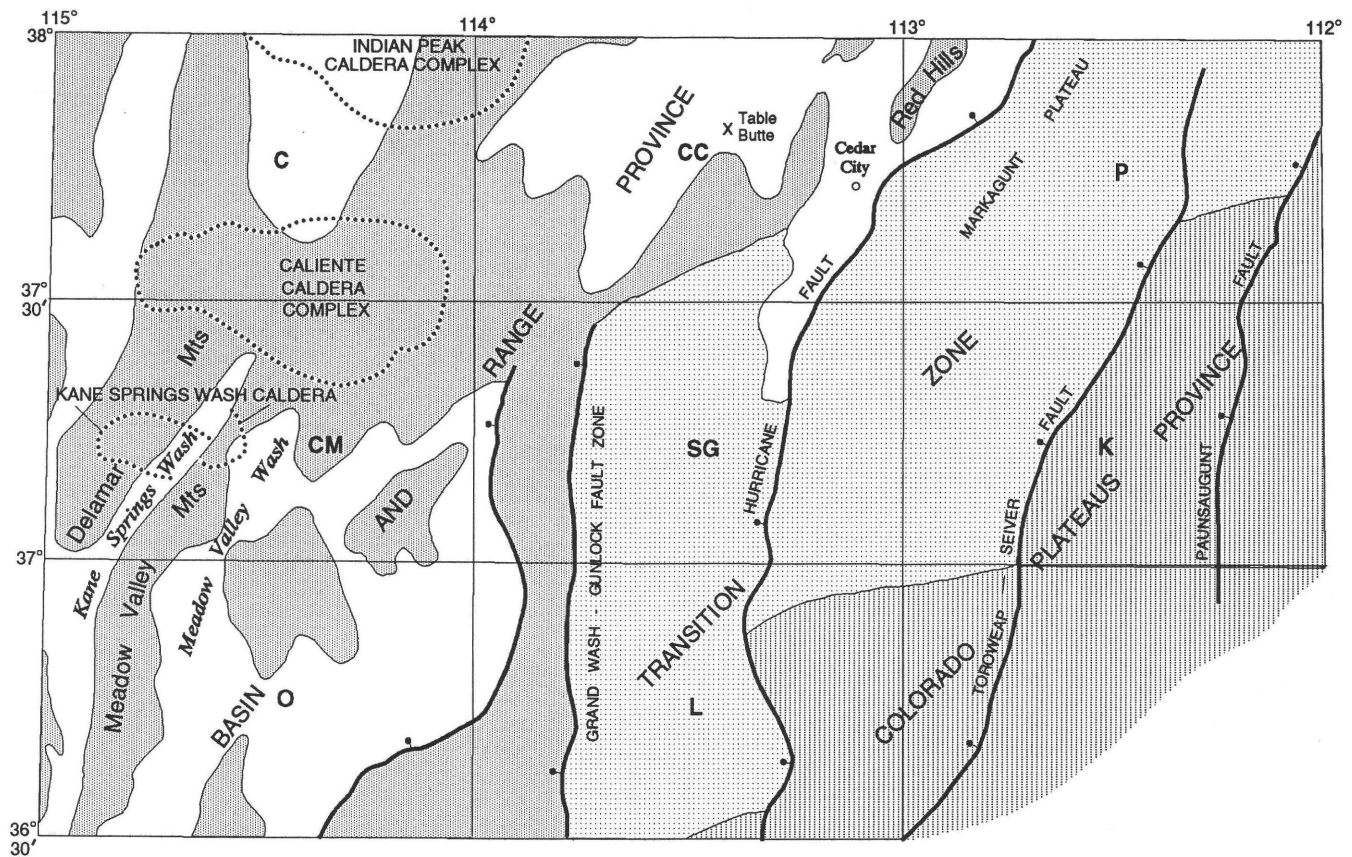 115°
114°
113°
112°
38°
INDIAN PEAK
CALDERA COMPLEX
Red Hills
PLATEAU
PROVINCE
X Table
Butte
CC
Cedar
City
C
P
MARKAGUNT
CALIENTE
CALDERA
COMPLEX
FAULT
FAULT
37°
30′
Mts
RANGE
ZONE
PROVINCE
KANE SPRINGS WASH CALDERA
FAULT
CM
SG
K
Delamar
Kane Springs Wash
Mts
Meadow Valley Wash
AND
GRAND WASH - GUNLOCK FAULT ZONE
HURRICANE
PAUNSAUGUNT
37°
TOROWEAP — SEIVER
PLATEAUS
Meadow Valley
TRANSITION
COLORADO
BASIN
O
L
36°
30′